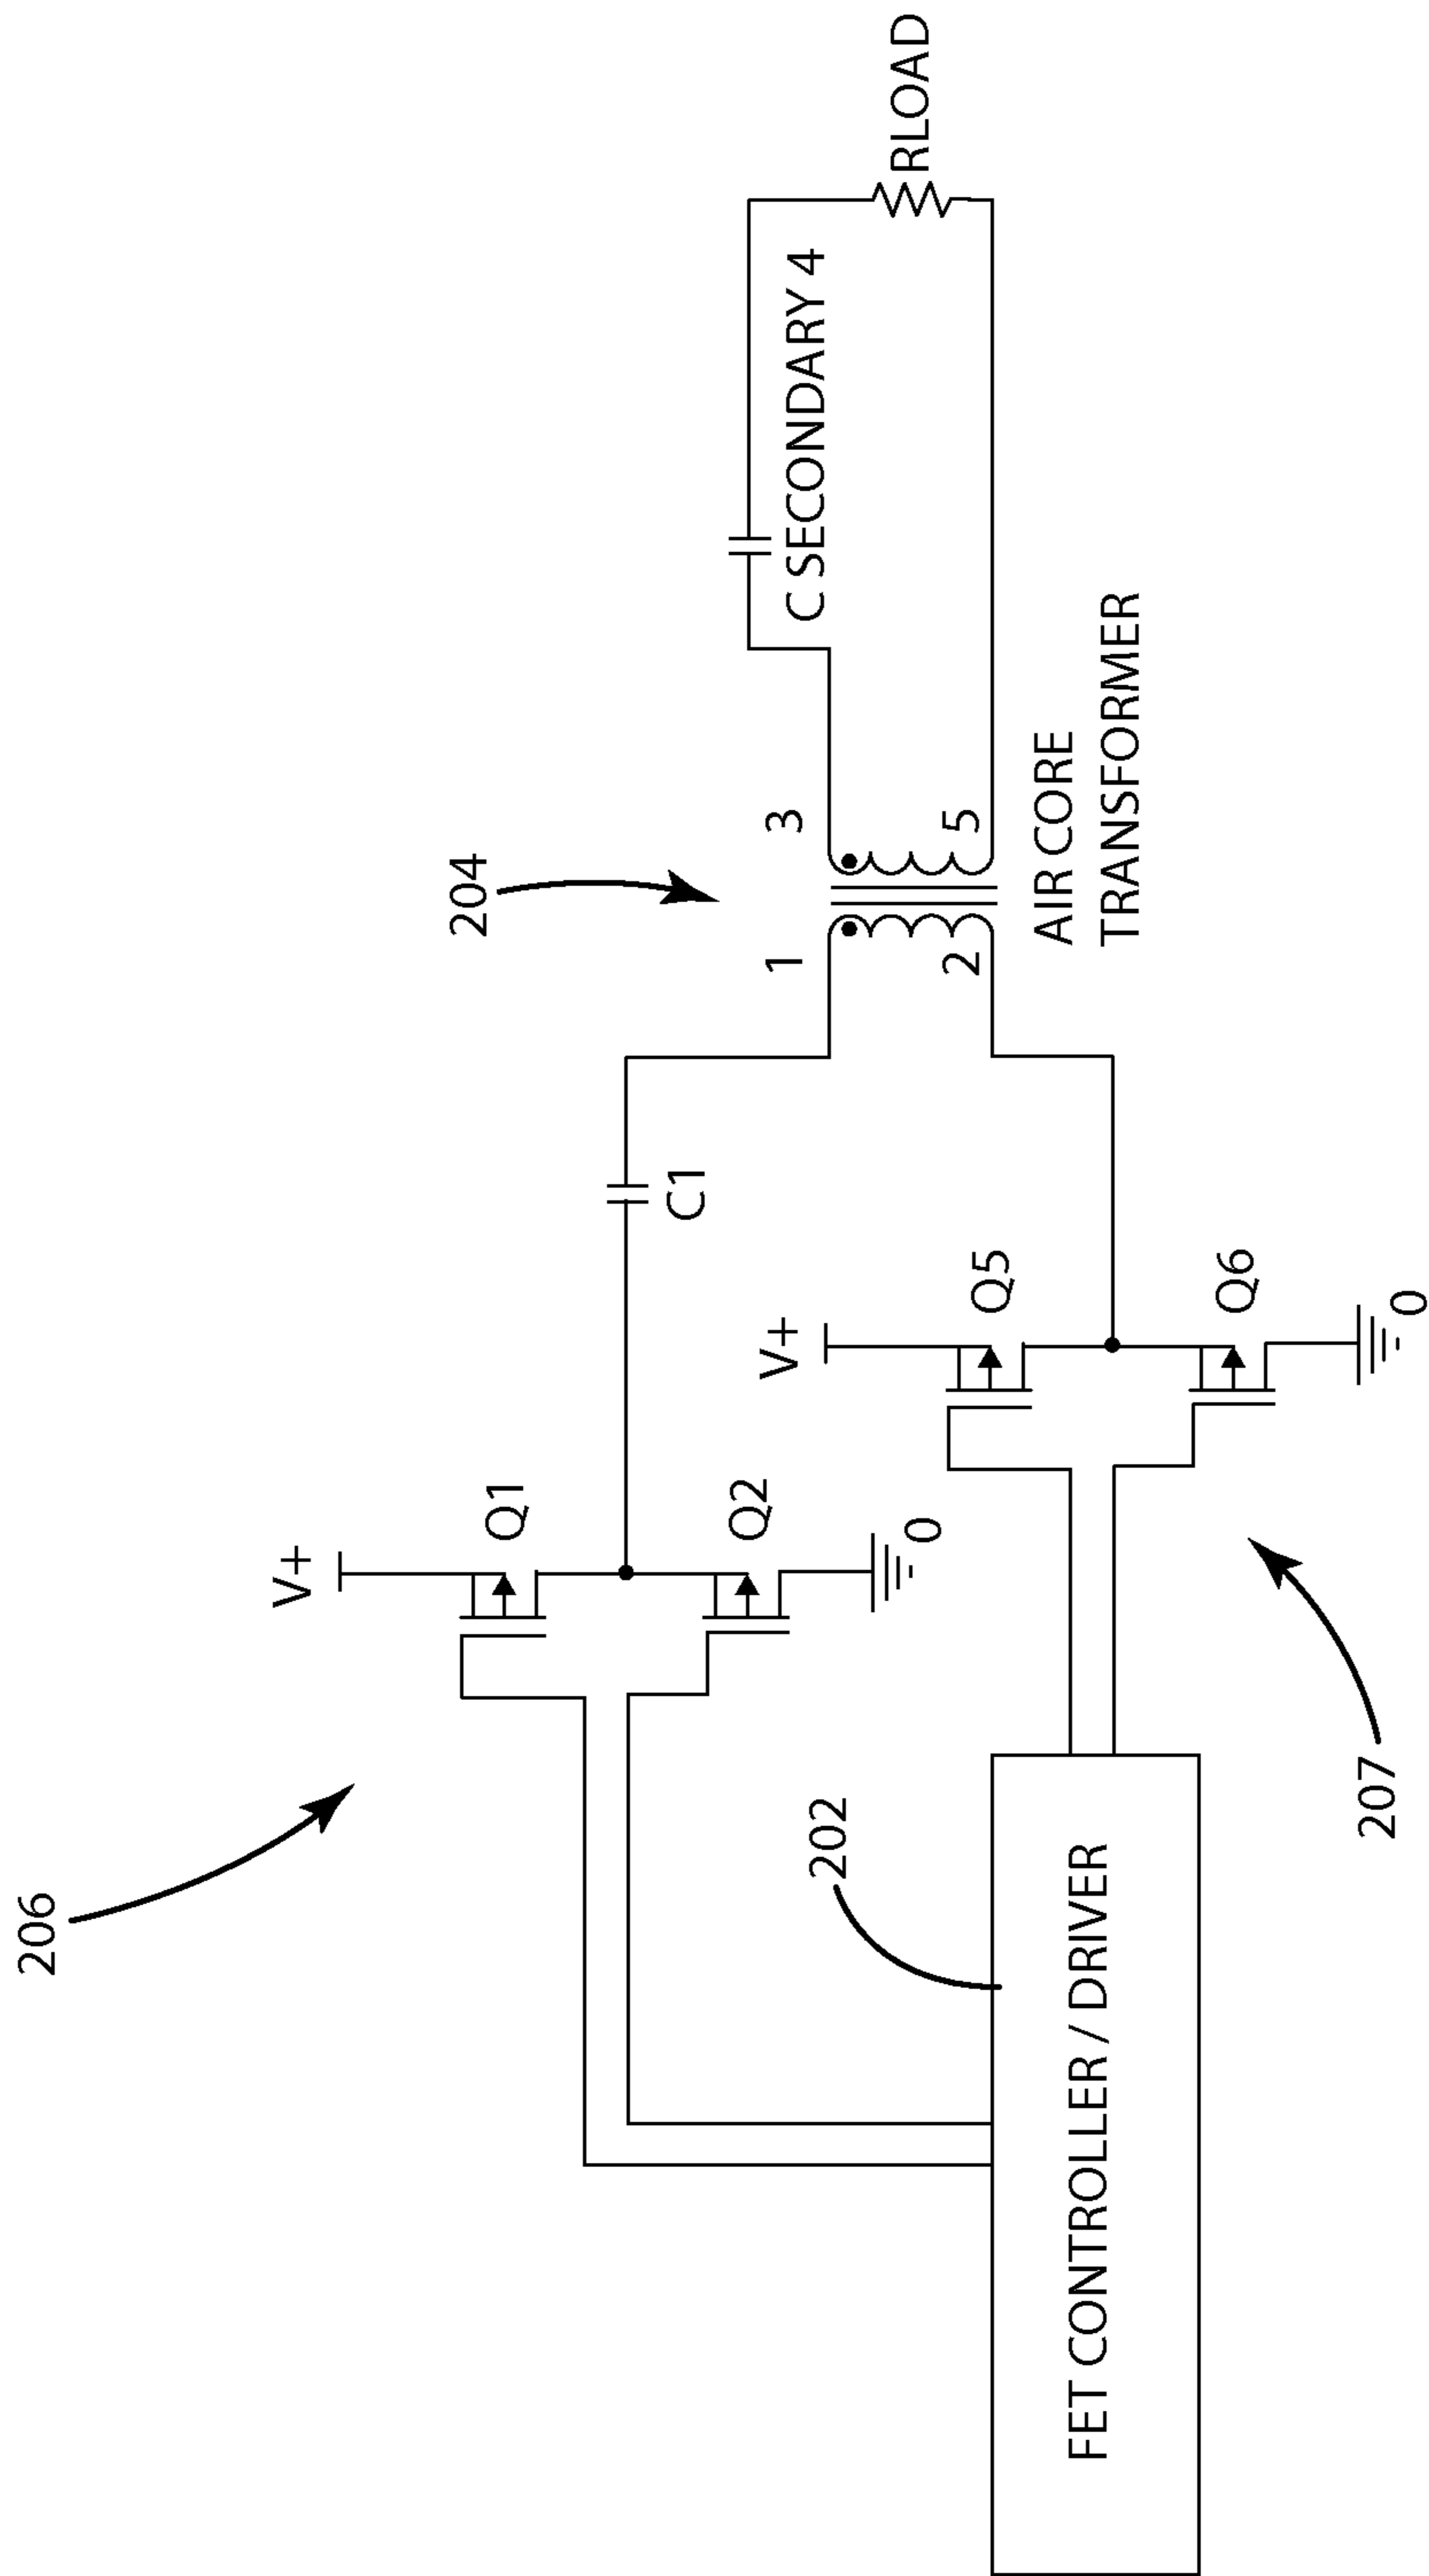 206
V+
Q1
Q2
0
204
C1
1
3
2
5
C SECONDARY 4
RLOAD
AIR CORE
TRANSFORMER
V+
Q5
Q6
0
202
FET CONTROLLER / DRIVER
207